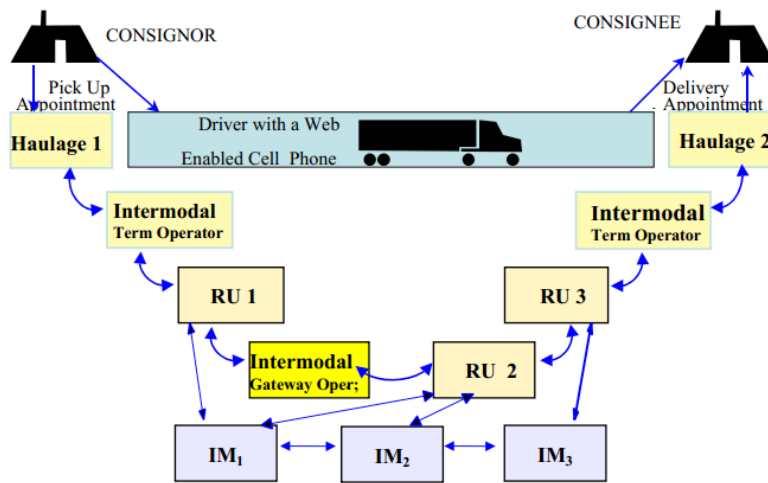 CONSIGNOR
CONSIGNEE
Pick Up
Appointment
Delivery
Appointment
Haulage 1
Driver with a Web
Enabled Cell Phone
Haulage 2
Intermodal
Term Operator
Intermodal
Term Operator
RU 1
RU 3
Intermodal
Gateway Oper;
RU 2
IM₁
IM₂
IM₃